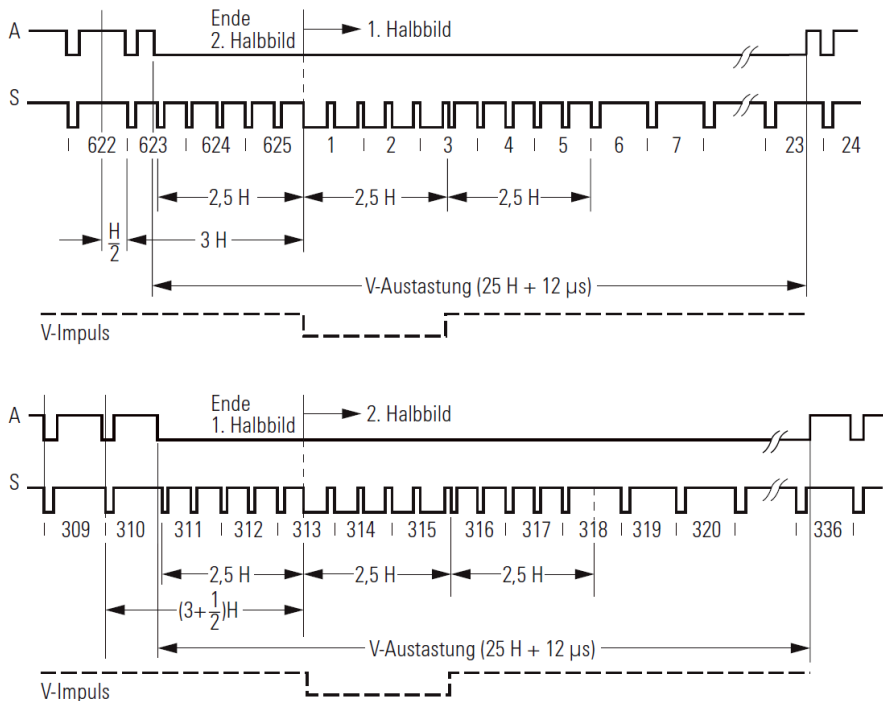 A
Ende
2. Halbbild
1. Halbbild
S
622 623 624 625 1 2 3 4 5 6 7 23 24
2,5 H 2,5 H 2,5 H
H/2
3 H
V-Austastung (25 H + 12 µs)
V-Impuls
A
Ende
1. Halbbild
2. Halbbild
S
309 310 311 312 313 314 315 316 317 318 319 320 336
2,5 H 2,5 H 2,5 H
(3+1/2)H
V-Austastung (25 H + 12 µs)
V-Impuls